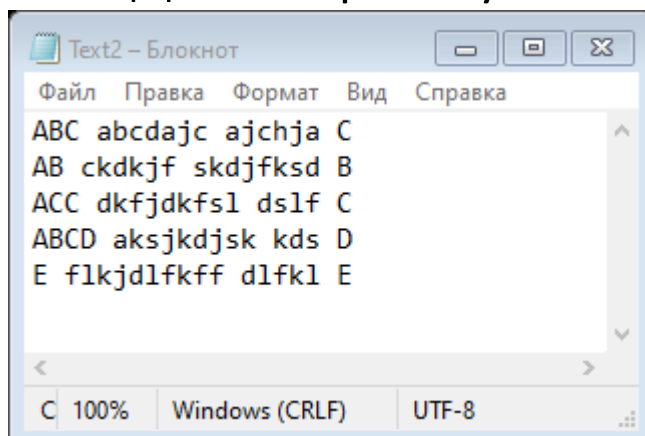 Text2 – Блокнот
Файл Правка Формат Вид Справка
ABC abcdajc ajchja C
AB ckdkjf skdjfksd B
ACC dkfjdkfsl dslf C
ABCD aksjkdjsk kds D
E flkjdlfkff dlfkl E
С 100% Windows (CRLF) UTF-8